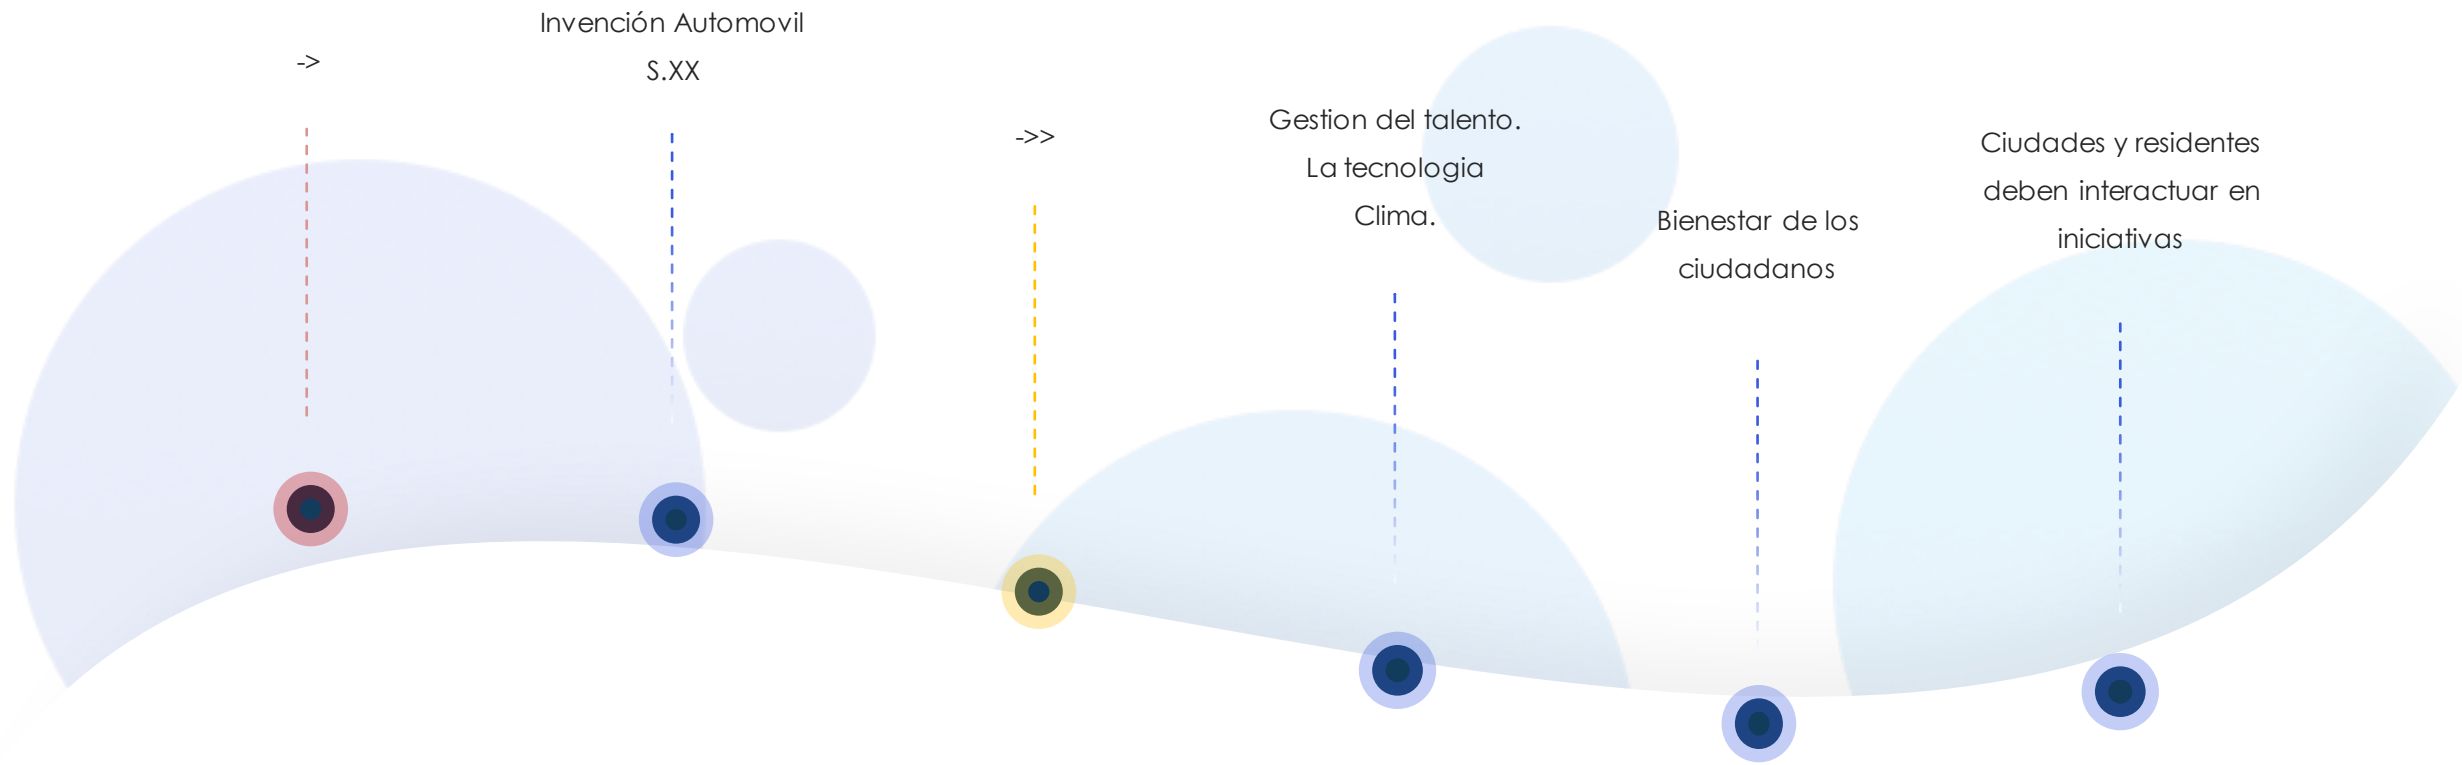 ->
Invención Automovil
S.XX
->>
Gestion del talento.
La tecnologia
Clima.
Bienestar de los
ciudadanos
Ciudades y residentes
deben interactuar en
iniciativas